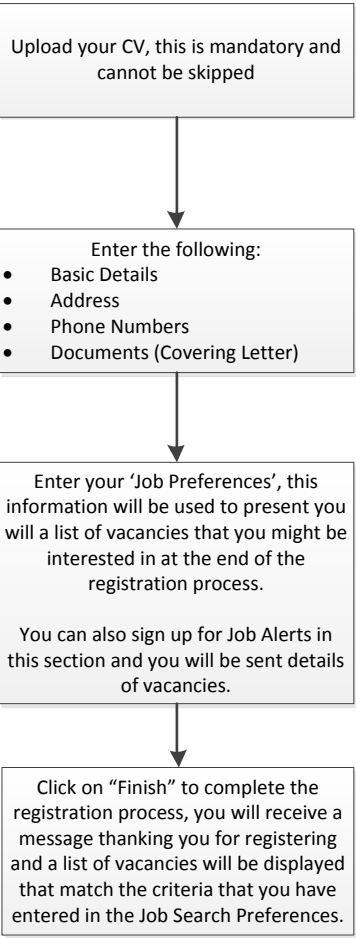 Upload your CV, this is mandatory and
cannot be skipped
Enter the following:
• Basic Details
• Address
• Phone Numbers
• Documents (Covering Letter)
Enter your ‘Job Preferences’, this
information will be used to present you
will a list of vacancies that you might be
interested in at the end of the
registration process.
You can also sign up for Job Alerts in
this section and you will be sent details
of vacancies.
Click on “Finish” to complete the
registration process, you will receive a
message thanking you for registering
and a list of vacancies will be displayed
that match the criteria that you have
entered in the Job Search Preferences.